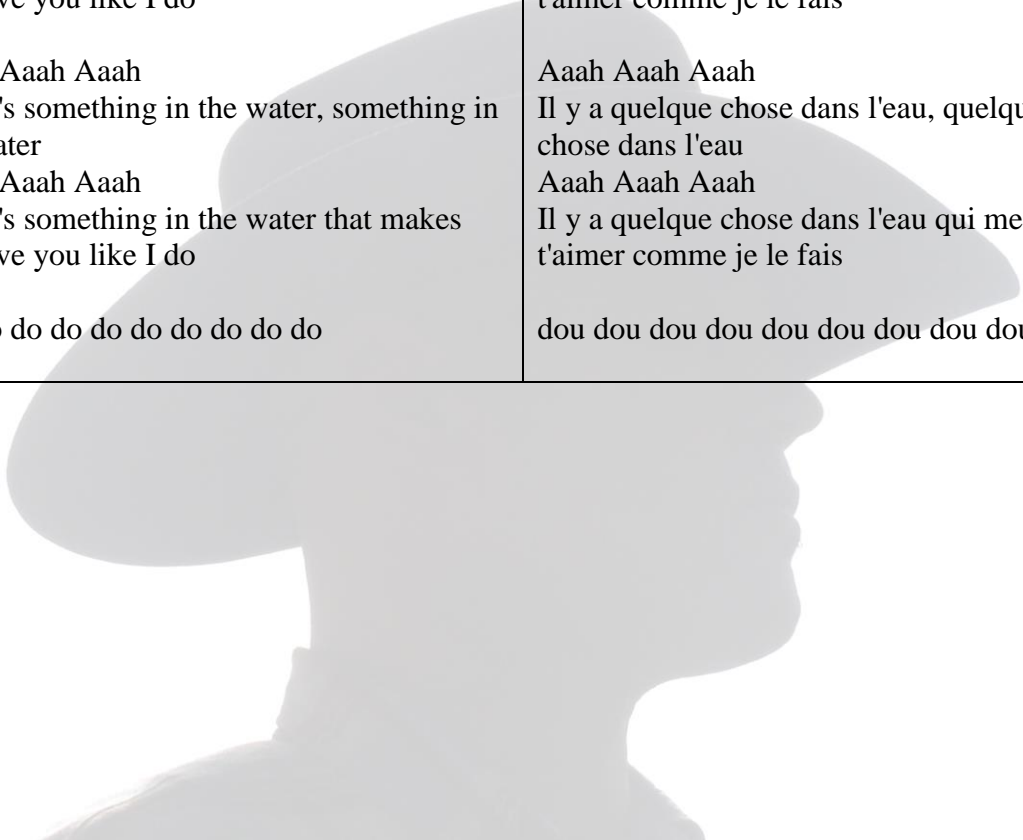 ve you like I do
Aaah Aaah
's something in the water, something in
ater
Aaah Aaah
's something in the water that makes
ve you like I do
do do do do do do do do
t'aimer comme je le fais
Aaah Aaah Aaah
Il y a quelque chose dans l'eau, quelqu
chose dans l'eau
Aaah Aaah Aaah
Il y a quelque chose dans l'eau qui me
t'aimer comme je le fais
dou dou dou dou dou dou dou dou dou